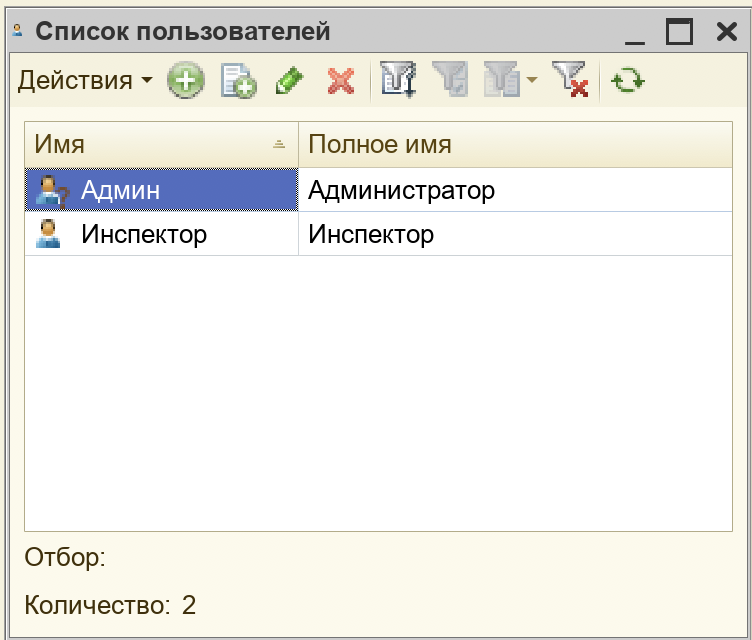 Список пользователей
Действия
Имя Полное имя
Админ Администратор
Инспектор Инспектор
Отбор:
Количество: 2